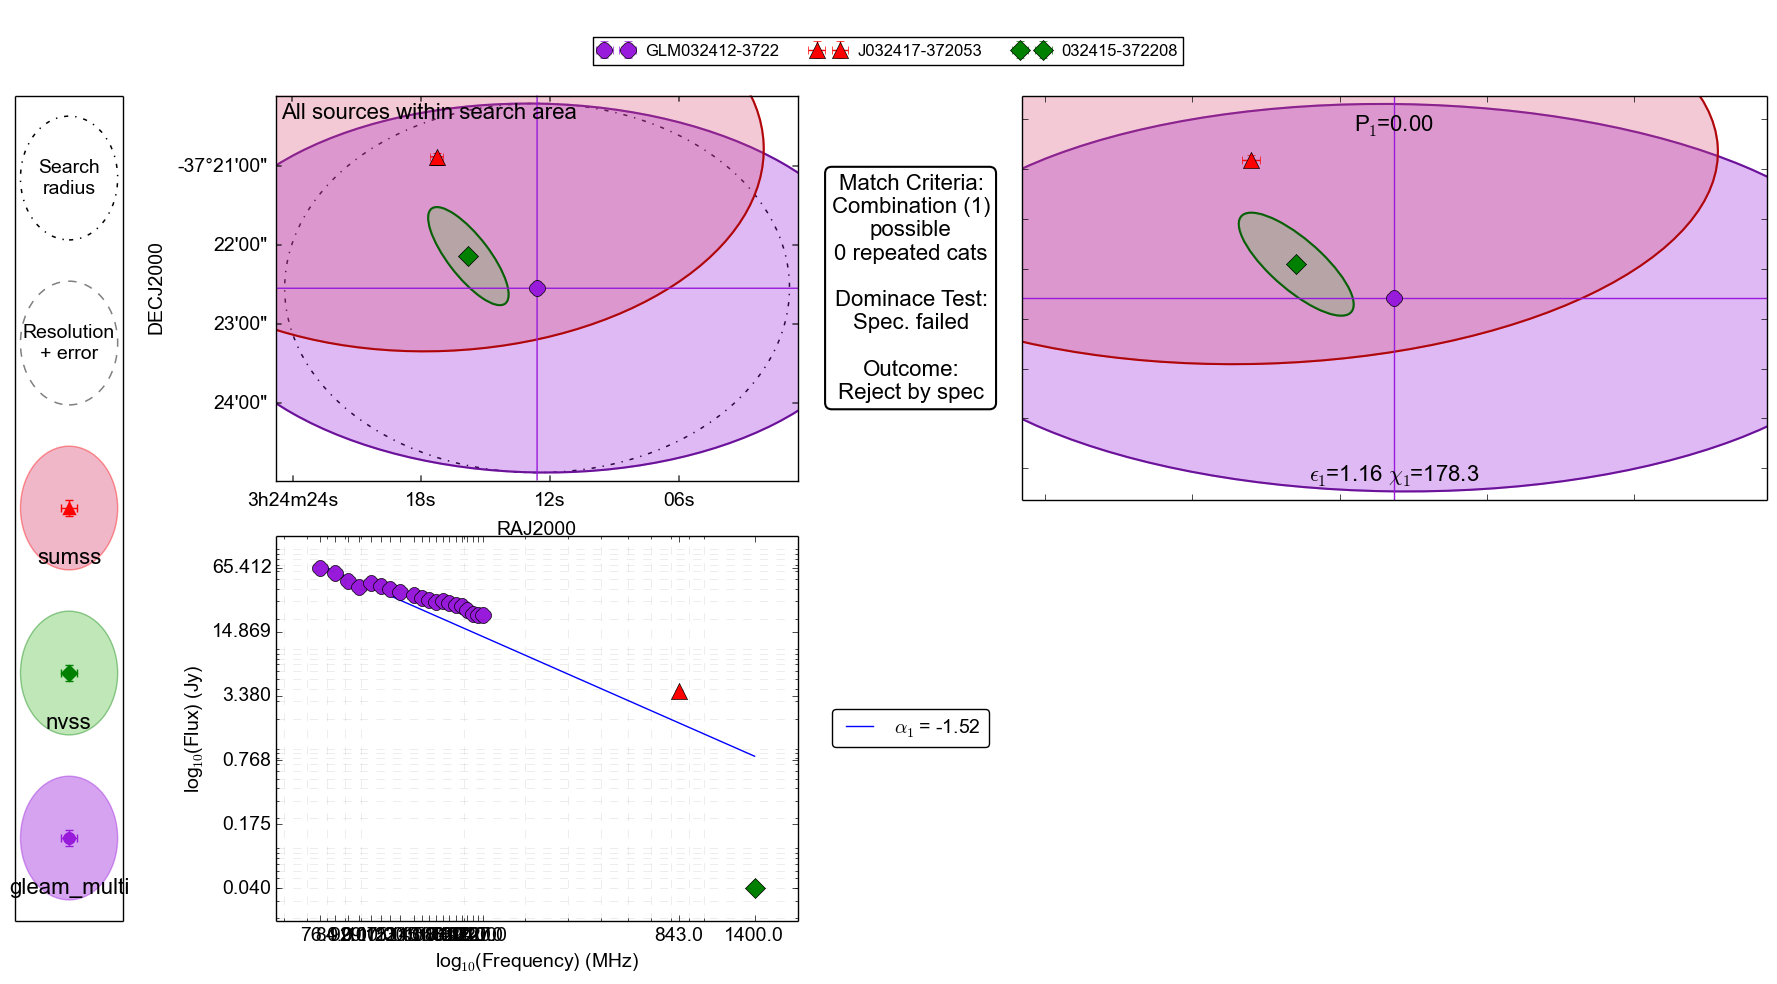 GLM032412-3722 J032417-372053 032415-372208
Search
radius
Resolution
+ error
sumss
nvss
gleam_multi
All sources within search area
-37°21'00"
22'00"
23'00"
24'00"
DECJ2000
3h24m24s 18s 12s 06s
RAJ2000
Match Criteria:
Combination (1)
possible
0 repeated cats
Dominace Test:
Spec. failed
Outcome:
Reject by spec
P₁=0.00
ϵ₁=1.16 χ₁=178.3
65.412
14.869
3.380
0.768
0.175
0.040
log₁₀(Flux) (Jy)
843.0 1400.0
log₁₀(Frequency) (MHz)
α₁ = -1.52